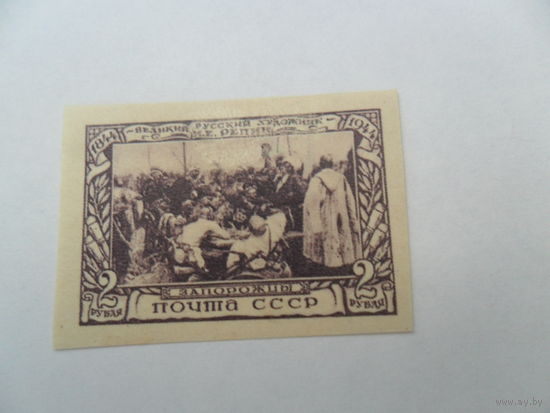 ВЕЛИКИЙ РУССКИЙ ХУДОЖНИК
И.Е. РЕПИН
1844
1944
ЗАПОРОЖЦЫ
2 РУБЛЯ
ПОЧТА СССР
2 РУБЛЯ
www.ay.by